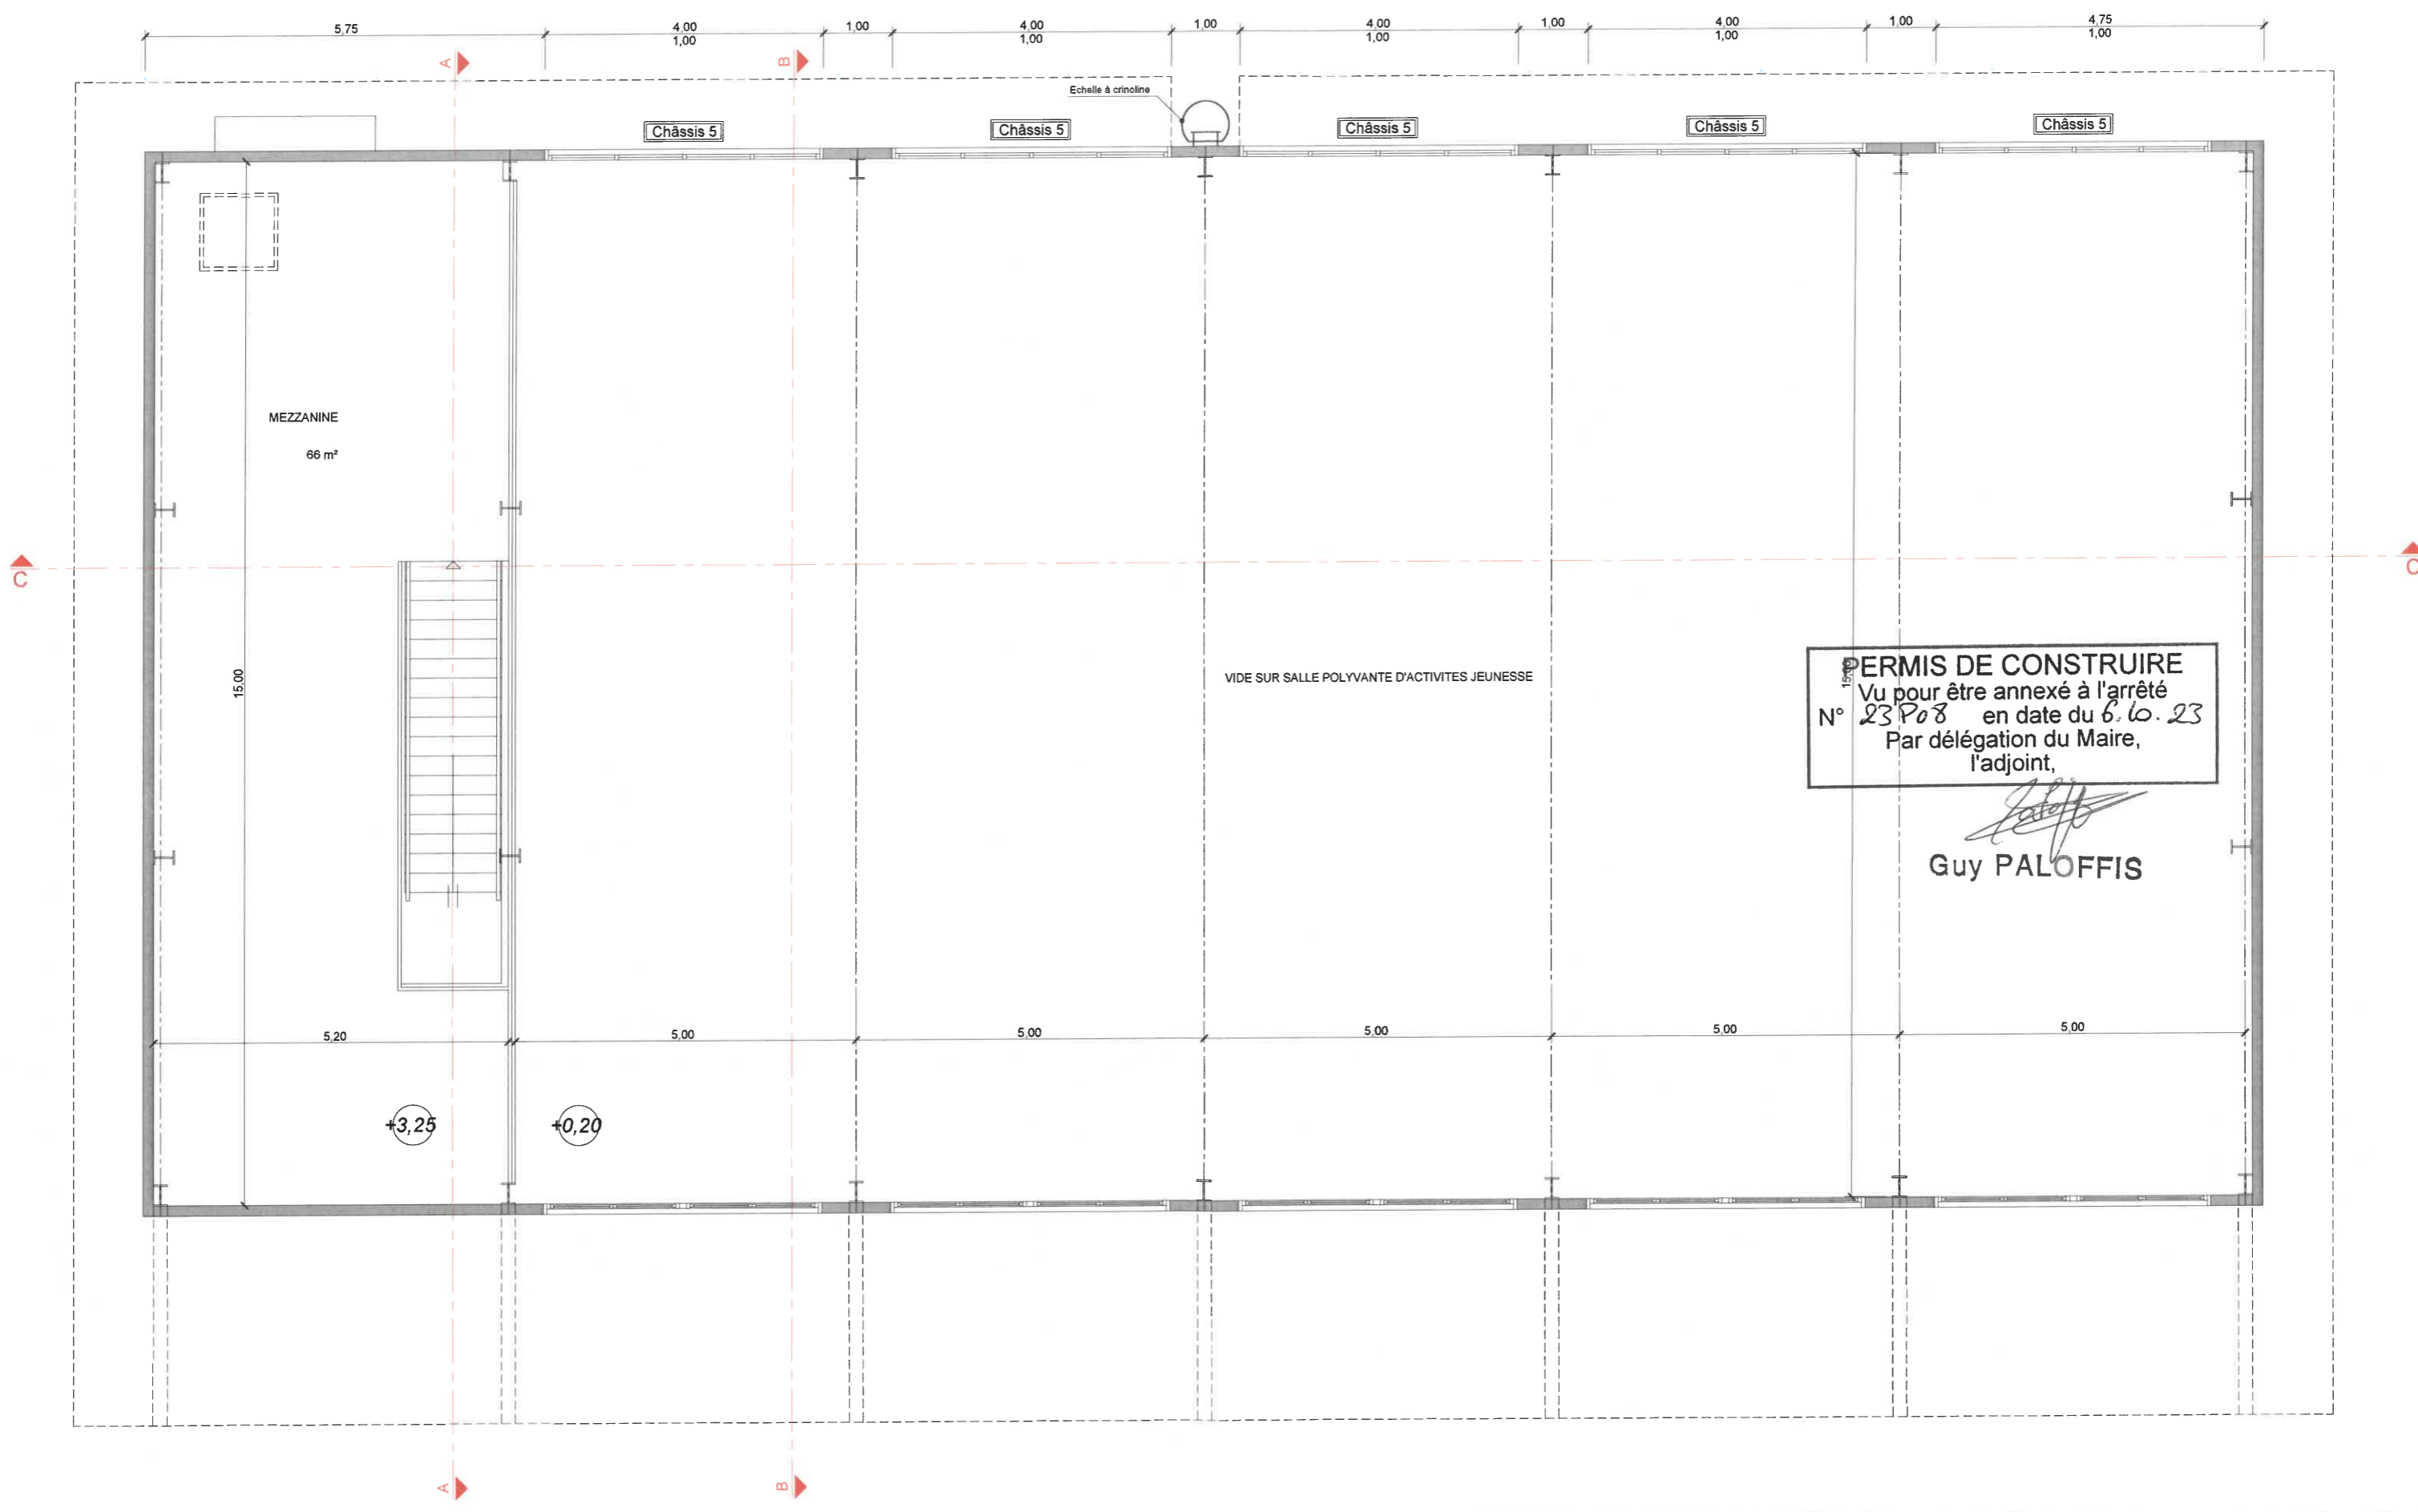 5,75
4,00
1,00
1,00
4,00
1,00
1,00
4,00
1,00
1,00
4,00
1,00
1,00
4,75
1,00
A
B
Echelle à crinoline
Châssis 5
Châssis 5
Châssis 5
Châssis 5
Châssis 5
MEZZANINE
66 m²
C
C
15,00
VIDE SUR SALLE POLYVANTE D'ACTIVITES JEUNESSE
15,00
PERMIS DE CONSTRUIRE
Vu pour être annexé à l'arrêté
N° 23P08 en date du 6.10.23
Par délégation du Maire,
l'adjoint,
Guy PALOFFIS
5,20
5,00
5,00
5,00
5,00
5,00
+3,25
+0,20
A
B